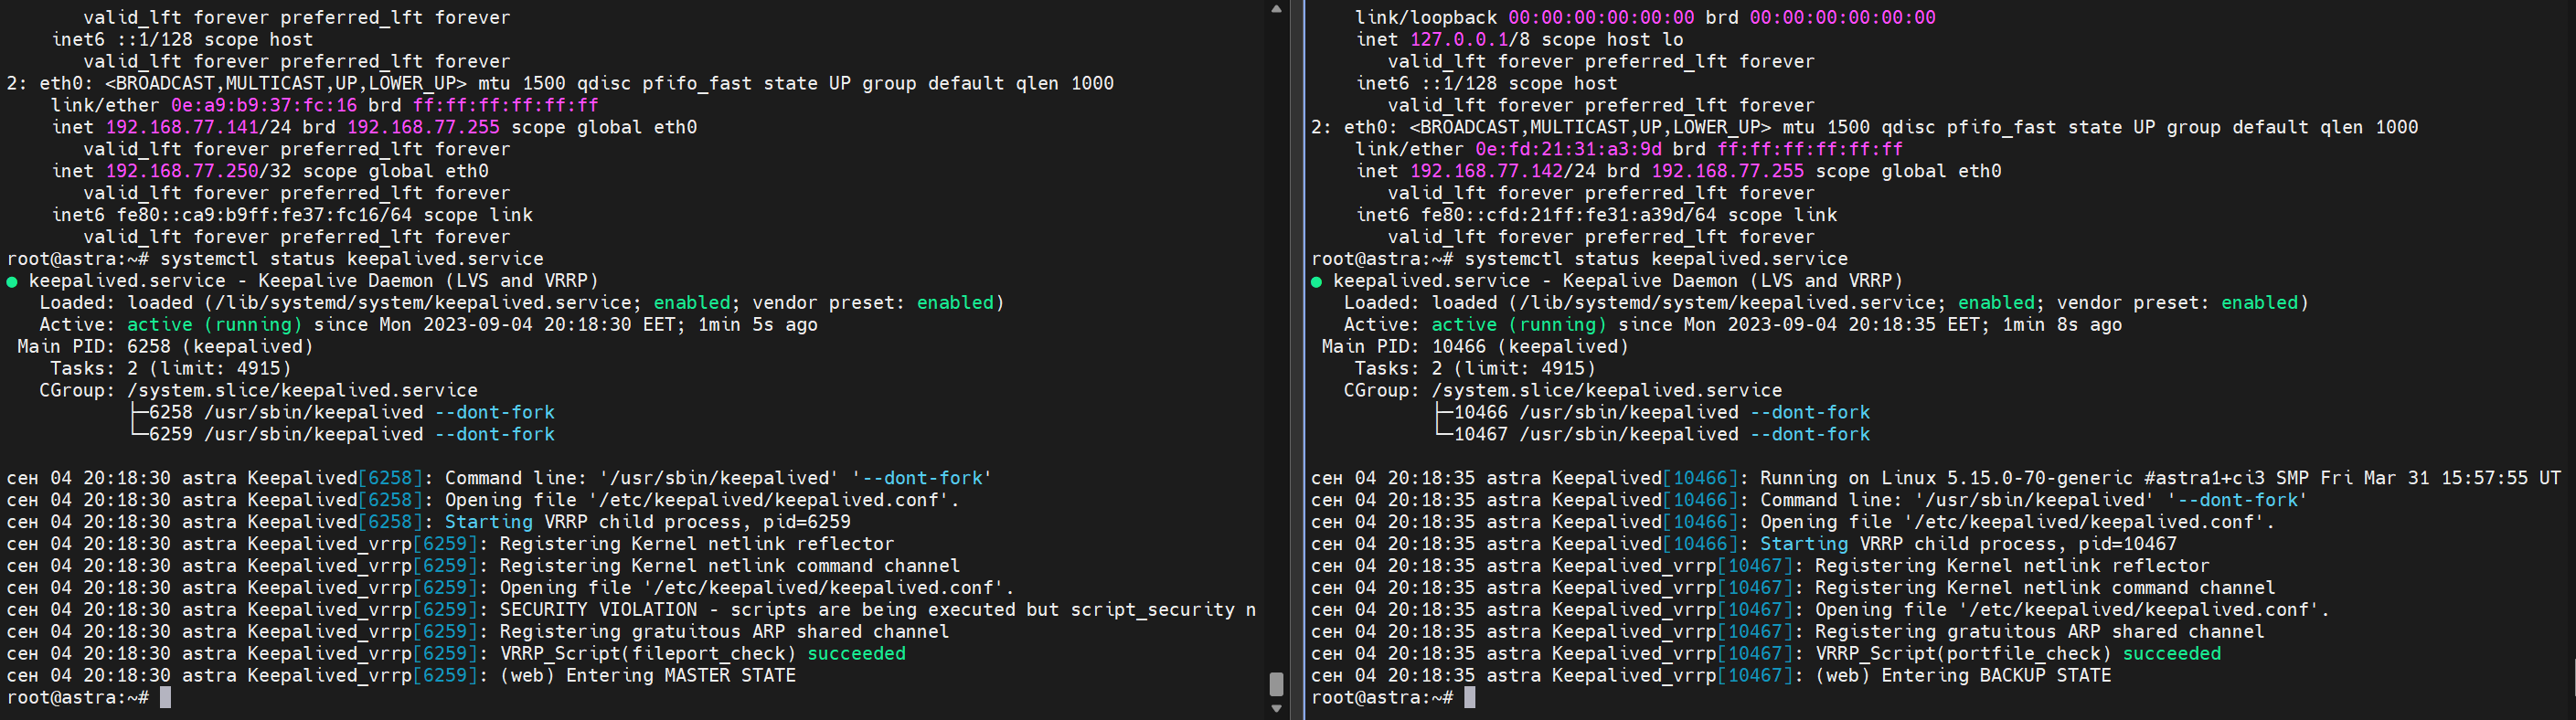 valid_lft forever preferred_lft forever
inet6 ::1/128 scope host
valid_lft forever preferred_lft forever
2: eth0: <BROADCAST,MULTICAST,UP,LOWER_UP> mtu 1500 qdisc pfifo_fast state UP group default qlen 1000
link/ether 0e:a9:b9:37:fc:16 brd ff:ff:ff:ff:ff:ff
inet 192.168.77.141/24 brd 192.168.77.255 scope global eth0
valid_lft forever preferred_lft forever
inet 192.168.77.250/32 scope global eth0
valid_lft forever preferred_lft forever
inet6 fe80::ca9:b9ff:fe37:fc16/64 scope link
valid_lft forever preferred_lft forever
root@astra:~# systemctl status keepalived.service
● keepalived.service - Keepalive Daemon (LVS and VRRP)
Loaded: loaded (/lib/systemd/system/keepalived.service; enabled; vendor preset: enabled)
Active: active (running) since Mon 2023-09-04 20:18:30 EET; 1min 5s ago
Main PID: 6258 (keepalived)
Tasks: 2 (limit: 4915)
CGroup: /system.slice/keepalived.service
├─6258 /usr/sbin/keepalived --dont-fork
└─6259 /usr/sbin/keepalived --dont-fork
сен 04 20:18:30 astra Keepalived[6258]: Command line: '/usr/sbin/keepalived' '--dont-fork'
сен 04 20:18:30 astra Keepalived[6258]: Opening file '/etc/keepalived/keepalived.conf'.
сен 04 20:18:30 astra Keepalived[6258]: Starting VRRP child process, pid=6259
сен 04 20:18:30 astra Keepalived_vrrp[6259]: Registering Kernel netlink reflector
сен 04 20:18:30 astra Keepalived_vrrp[6259]: Registering Kernel netlink command channel
сен 04 20:18:30 astra Keepalived_vrrp[6259]: Opening file '/etc/keepalived/keepalived.conf'.
сен 04 20:18:30 astra Keepalived_vrrp[6259]: SECURITY VIOLATION - scripts are being executed but script_security n
сен 04 20:18:30 astra Keepalived_vrrp[6259]: Registering gratuitous ARP shared channel
сен 04 20:18:30 astra Keepalived_vrrp[6259]: VRRP_Script(fileport_check) succeeded
сен 04 20:18:30 astra Keepalived_vrrp[6259]: (web) Entering MASTER STATE
root@astra:~#
link/loopback 00:00:00:00:00:00 brd 00:00:00:00:00:00
inet 127.0.0.1/8 scope host lo
valid_lft forever preferred_lft forever
inet6 ::1/128 scope host
valid_lft forever preferred_lft forever
2: eth0: <BROADCAST,MULTICAST,UP,LOWER_UP> mtu 1500 qdisc pfifo_fast state UP group default qlen 1000
link/ether 0e:fd:21:31:a3:9d brd ff:ff:ff:ff:ff:ff
inet 192.168.77.142/24 brd 192.168.77.255 scope global eth0
valid_lft forever preferred_lft forever
inet6 fe80::cfd:21ff:fe31:a39d/64 scope link
valid_lft forever preferred_lft forever
root@astra:~# systemctl status keepalived.service
● keepalived.service - Keepalive Daemon (LVS and VRRP)
Loaded: loaded (/lib/systemd/system/keepalived.service; enabled; vendor preset: enabled)
Active: active (running) since Mon 2023-09-04 20:18:35 EET; 1min 8s ago
Main PID: 10466 (keepalived)
Tasks: 2 (limit: 4915)
CGroup: /system.slice/keepalived.service
├─10466 /usr/sbin/keepalived --dont-fork
└─10467 /usr/sbin/keepalived --dont-fork
сен 04 20:18:35 astra Keepalived[10466]: Running on Linux 5.15.0-70-generic #astra1+ci3 SMP Fri Mar 31 15:57:55 UT
сен 04 20:18:35 astra Keepalived[10466]: Command line: '/usr/sbin/keepalived' '--dont-fork'
сен 04 20:18:35 astra Keepalived[10466]: Opening file '/etc/keepalived/keepalived.conf'.
сен 04 20:18:35 astra Keepalived[10466]: Starting VRRP child process, pid=10467
сен 04 20:18:35 astra Keepalived_vrrp[10467]: Registering Kernel netlink reflector
сен 04 20:18:35 astra Keepalived_vrrp[10467]: Registering Kernel netlink command channel
сен 04 20:18:35 astra Keepalived_vrrp[10467]: Opening file '/etc/keepalived/keepalived.conf'.
сен 04 20:18:35 astra Keepalived_vrrp[10467]: Registering gratuitous ARP shared channel
сен 04 20:18:35 astra Keepalived_vrrp[10467]: VRRP_Script(portfile_check) succeeded
сен 04 20:18:35 astra Keepalived_vrrp[10467]: (web) Entering BACKUP STATE
root@astra:~#